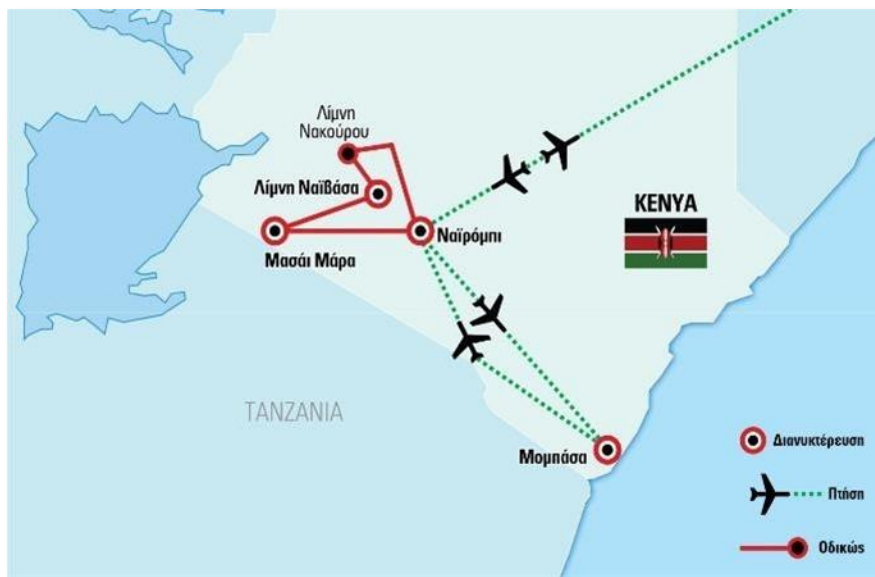 Λίμνη
Νακούρου
Λίμνη Ναϊβάσα
KENYA
Ναϊρόμπι
Μασάι Μάρα
TANZANIA
Μομπάσα
Διανυκτέρευση
Πτήση
Οδικώς